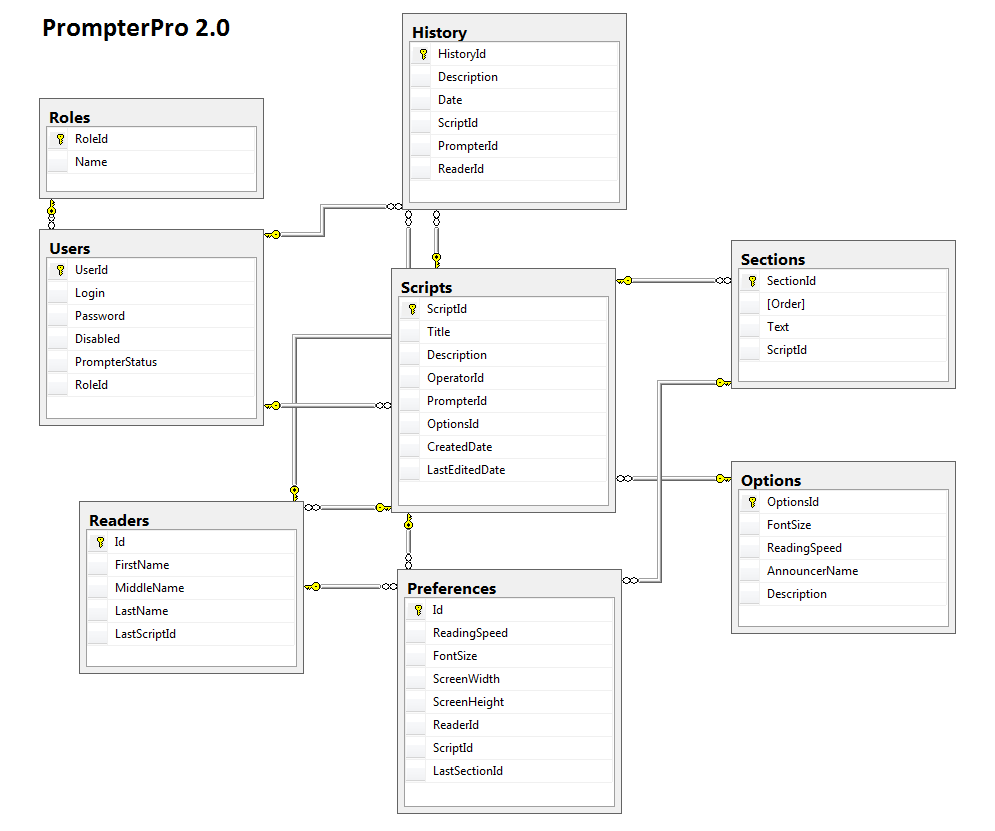 PrompterPro 2.0
History
HistoryId
Description
Date
ScriptId
PrompterId
ReaderId
Roles
RoleId
Name
Users
UserId
Login
Password
Disabled
PrompterStatus
RoleId
Scripts
ScriptId
Title
Description
OperatorId
PrompterId
OptionsId
CreatedDate
LastEditedDate
Sections
SectionId
[Order]
Text
ScriptId
Options
OptionsId
FontSize
ReadingSpeed
AnnouncerName
Description
Readers
Id
FirstName
MiddleName
LastName
LastScriptId
Preferences
Id
ReadingSpeed
FontSize
ScreenWidth
ScreenHeight
ReaderId
ScriptId
LastSectionId